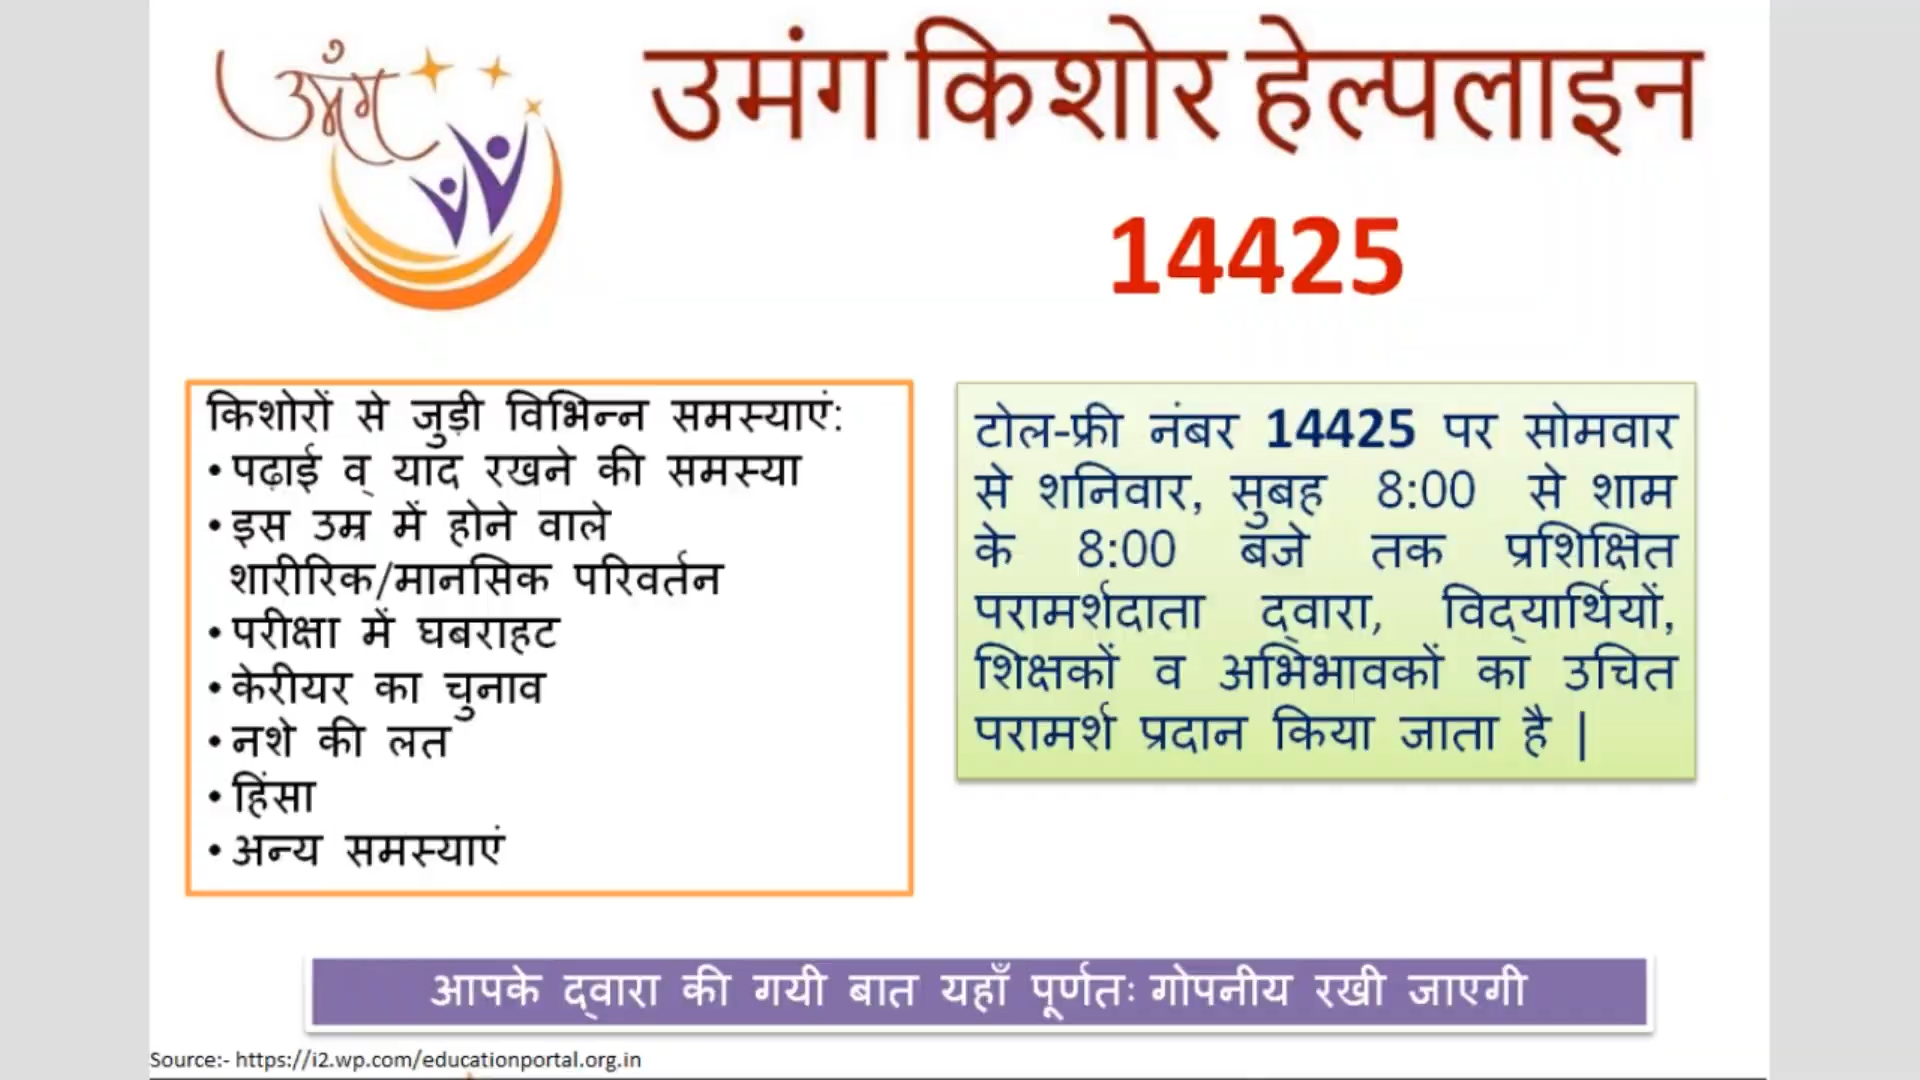 उमंग
उमंग किशोर हेल्पलाइन
14425
किशोरों से जुड़ी विभिन्न समस्याएं:
• पढ़ाई व् याद रखने की समस्या
• इस उम्र में होने वाले
शारीरिक/मानसिक परिवर्तन
• परीक्षा में घबराहट
• केरीयर का चुनाव
• नशे की लत
• हिंसा
• अन्य समस्याएं
टोल-फ्री नंबर 14425 पर सोमवार
से शनिवार, सुबह 8:00 से शाम
के 8:00 बजे तक प्रशिक्षित
परामर्शदाता द्वारा, विद्यार्थियों,
शिक्षकों व अभिभावकों का उचित
परामर्श प्रदान किया जाता है |
आपके द्वारा की गयी बात यहाँ पूर्णतः गोपनीय रखी जाएगी
Source:- https://i2.wp.com/educationportal.org.in